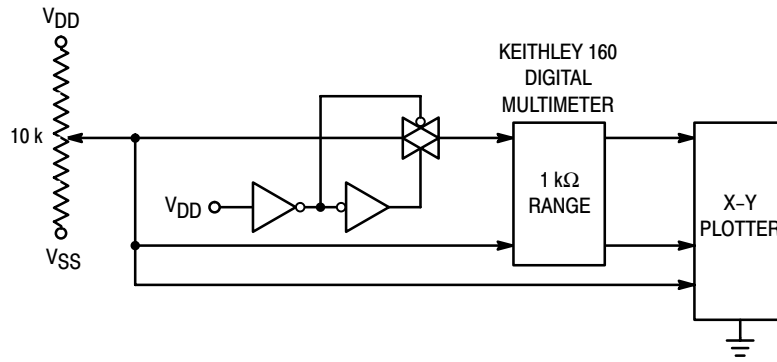 VDD
KEITHLEY 160
DIGITAL
MULTIMETER
10 k
1 kΩ
RANGE
X–Y
PLOTTER
VDD
VSS